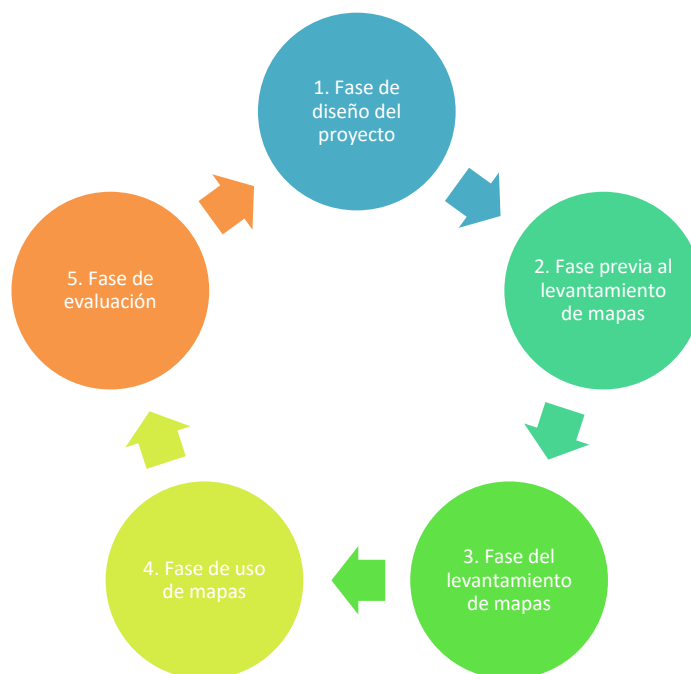 1. Fase de
diseño del
proyecto
2. Fase previa al
levantamiento
de mapas
3. Fase del
levantamiento
de mapas
4. Fase de uso
de mapas
5. Fase de
evaluación